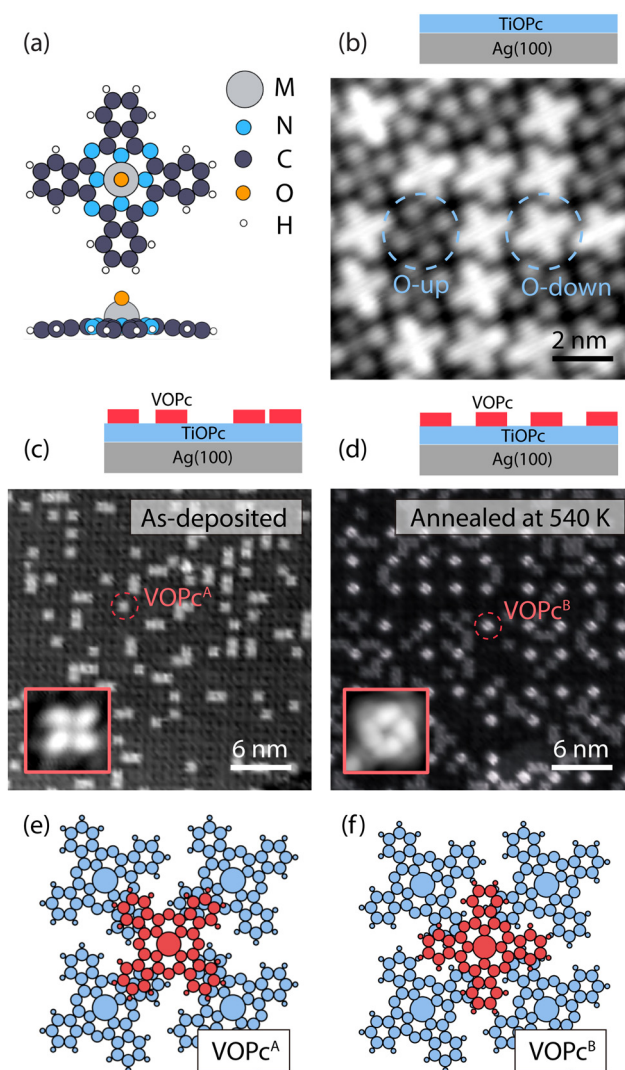 (a)
M
N
C
O
H
(b)
TiOPc
Ag(100)
O-up
O-down
2 nm
(c)
VOPc
TiOPc
Ag(100)
As-deposited
VOPcᴬ
6 nm
(d)
VOPc
TiOPc
Ag(100)
Annealed at 540 K
VOPcᴮ
6 nm
(e)
VOPcᴬ
(f)
VOPcᴮ